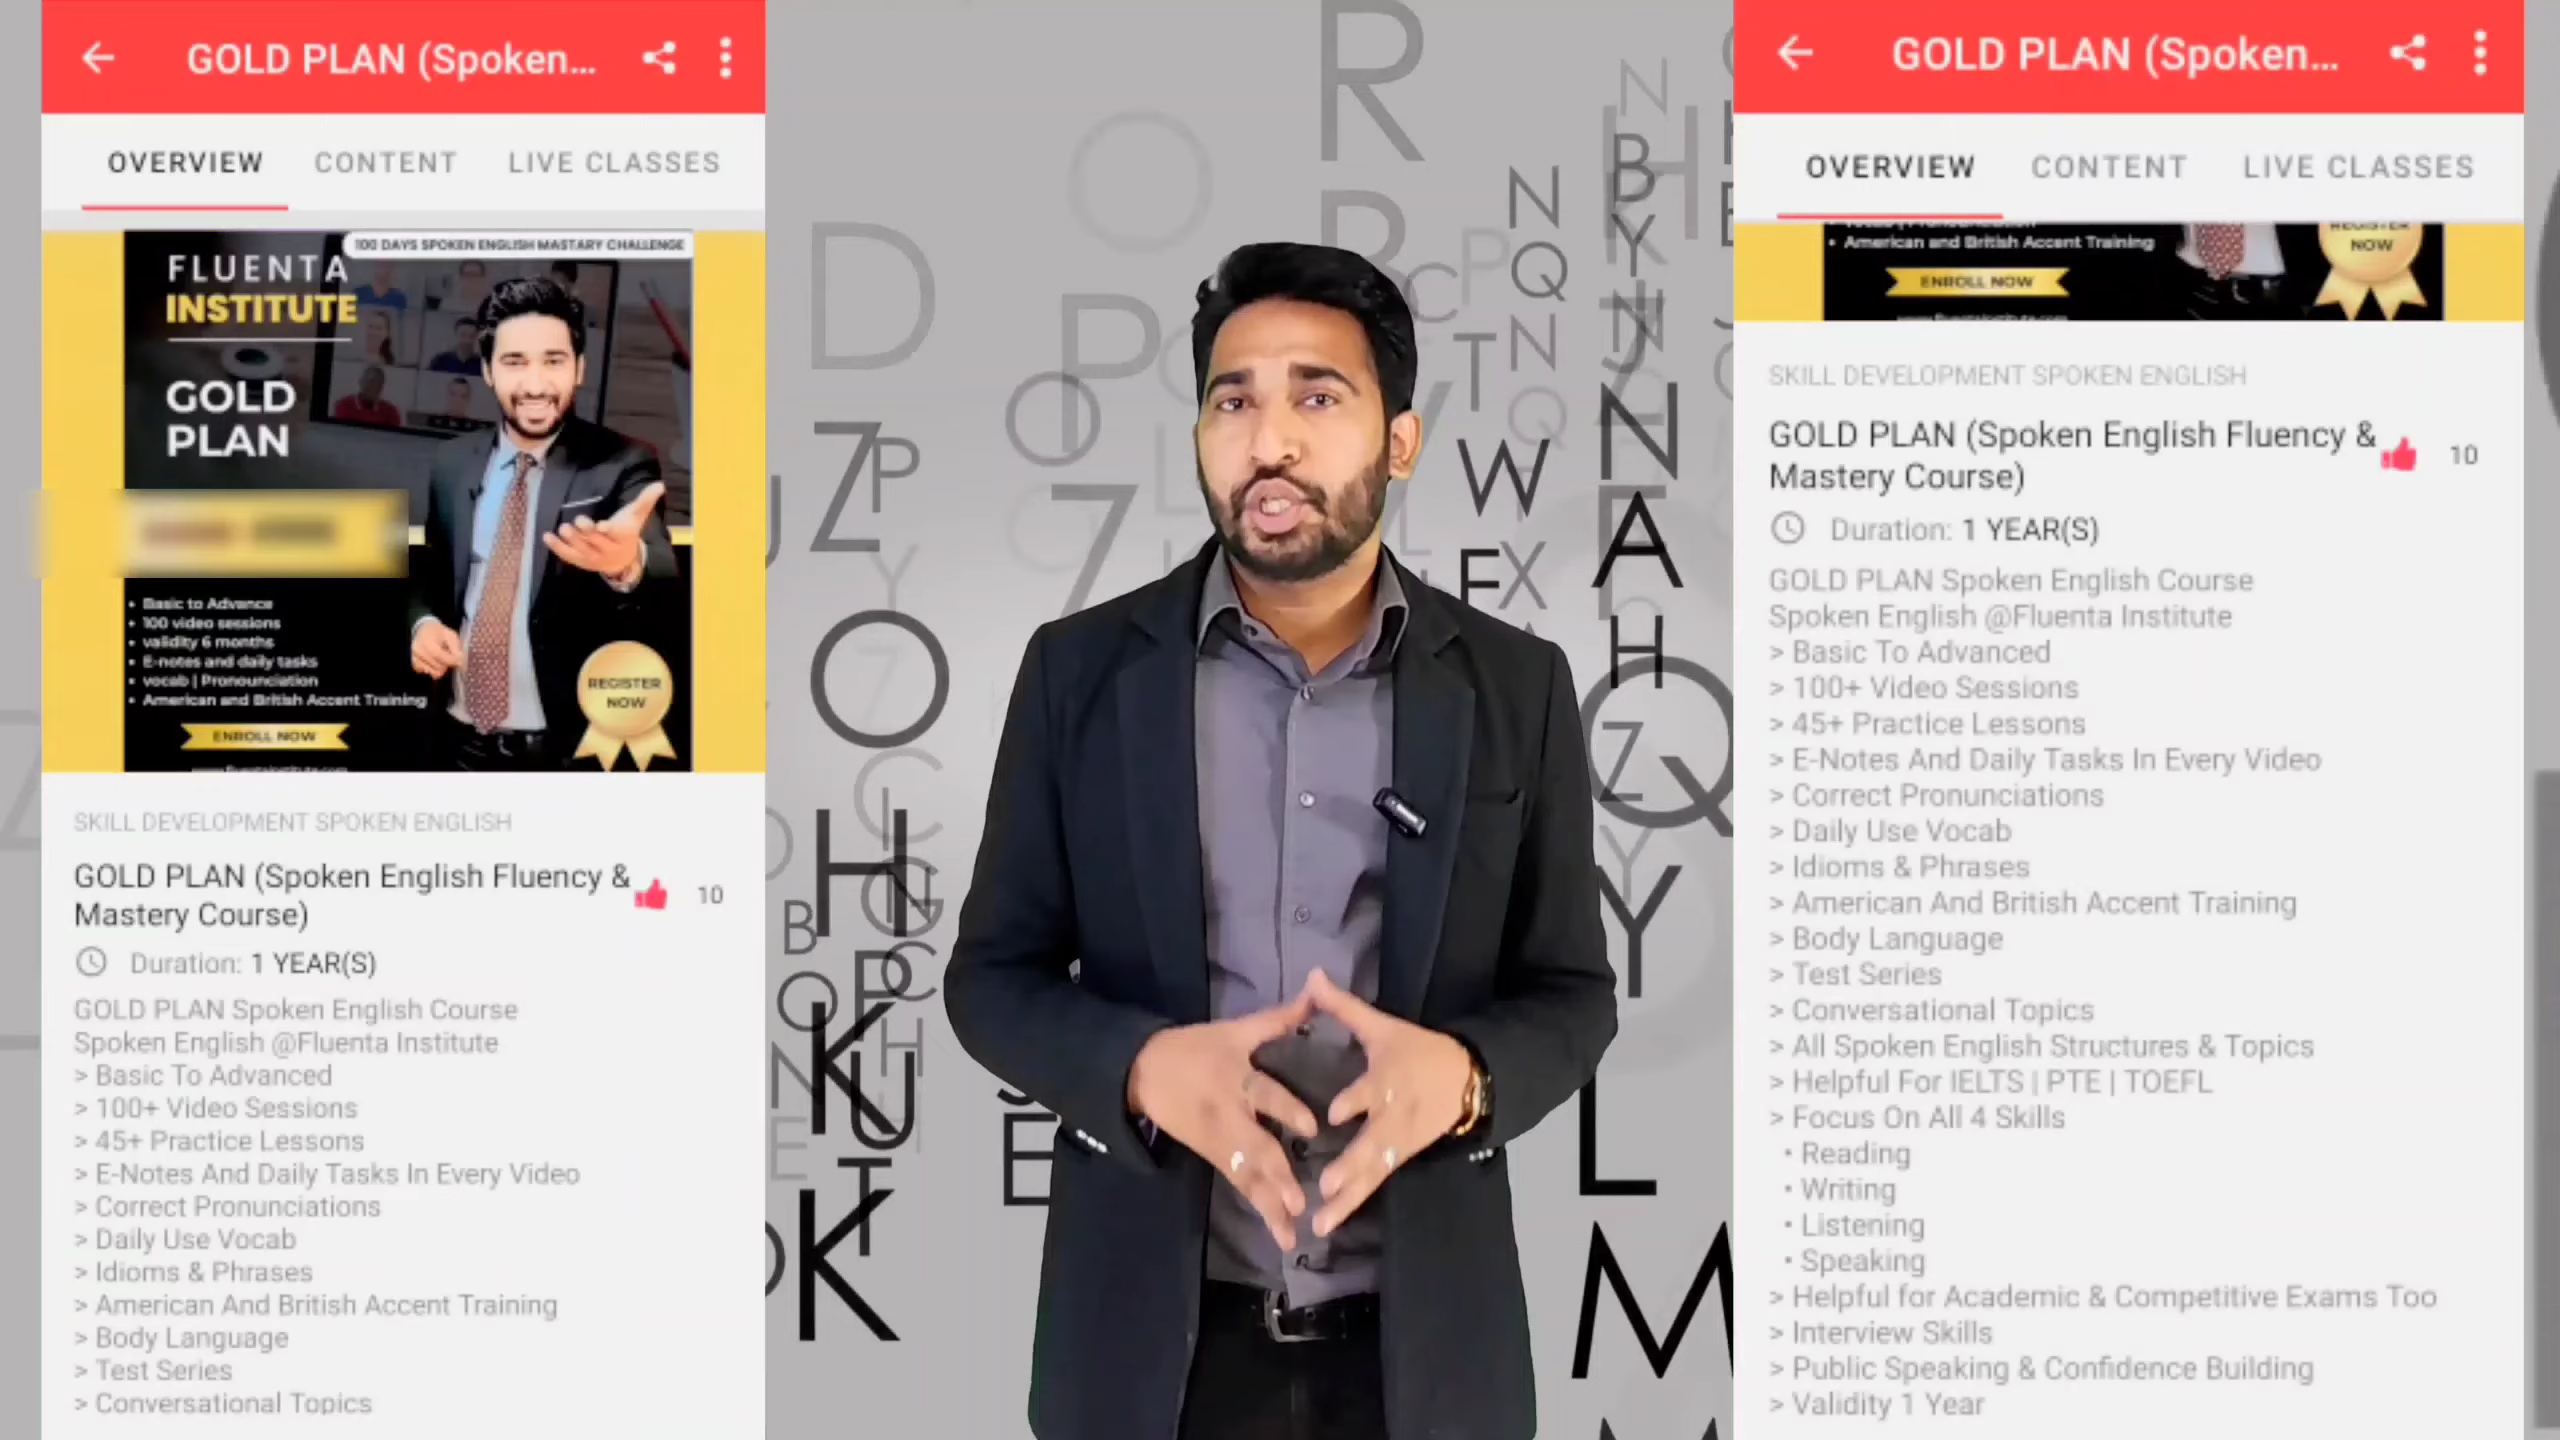 GOLD PLAN (Spoken...
OVERVIEW
CONTENT
LIVE CLASSES
100 DAYS SPOKEN ENGLISH MASTARY CHALLENGE
FLUENTA
INSTITUTE
GOLD
PLAN
• Basic to Advance
• 100 video sessions
• validity 6 months
• E-notes and daily tasks
• vocab | Pronounciation
• American and British Accent Training
ENROLL NOW
REGISTER
NOW
SKILL DEVELOPMENT SPOKEN ENGLISH
GOLD PLAN (Spoken English Fluency &
Mastery Course)
10
Duration: 1 YEAR(S)
GOLD PLAN Spoken English Course
Spoken English @Fluenta Institute
> Basic To Advanced
> 100+ Video Sessions
> 45+ Practice Lessons
> E-Notes And Daily Tasks In Every Video
> Correct Pronunciations
> Daily Use Vocab
> Idioms & Phrases
> American And British Accent Training
> Body Language
> Test Series
> Conversational Topics
GOLD PLAN (Spoken...
OVERVIEW
CONTENT
LIVE CLASSES
• American and British Accent Training
ENROLL NOW
REGISTER
NOW
SKILL DEVELOPMENT SPOKEN ENGLISH
GOLD PLAN (Spoken English Fluency &
Mastery Course)
10
Duration: 1 YEAR(S)
GOLD PLAN Spoken English Course
Spoken English @Fluenta Institute
> Basic To Advanced
> 100+ Video Sessions
> 45+ Practice Lessons
> E-Notes And Daily Tasks In Every Video
> Correct Pronunciations
> Daily Use Vocab
> Idioms & Phrases
> American And British Accent Training
> Body Language
> Test Series
> Conversational Topics
> All Spoken English Structures & Topics
> Helpful For IELTS | PTE | TOEFL
> Focus On All 4 Skills
• Reading
• Writing
• Listening
• Speaking
> Helpful for Academic & Competitive Exams Too
> Interview Skills
> Public Speaking & Confidence Building
> Validity 1 Year